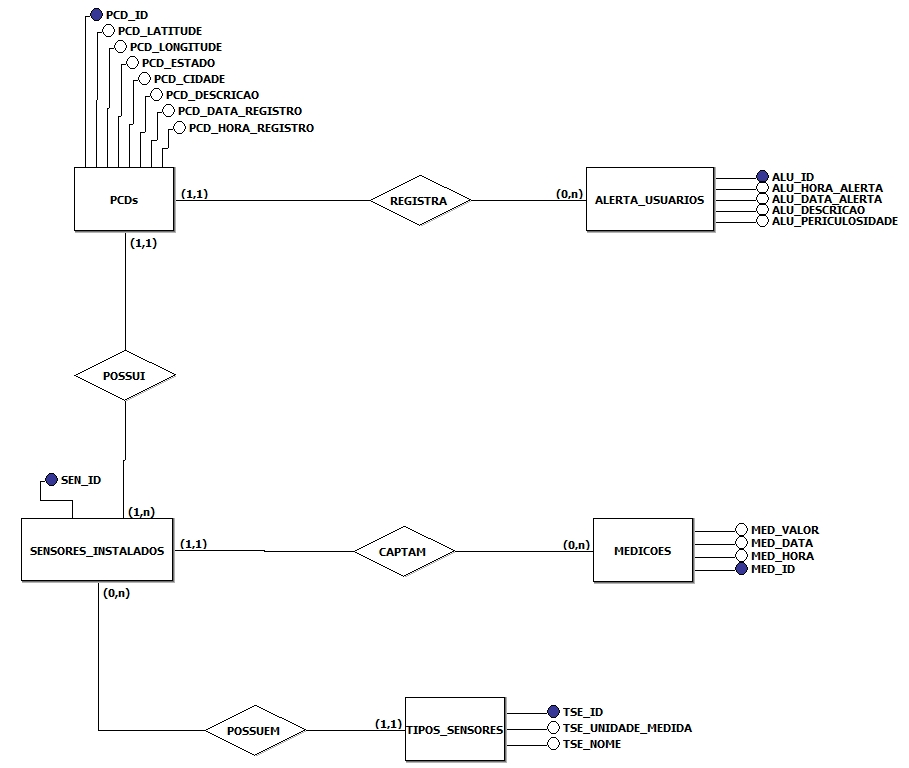 PCD_ID
PCD_LATITUDE
PCD_LONGITUDE
PCD_ESTADO
PCD_CIDADE
PCD_DESCRICAO
PCD_DATA_REGISTRO
PCD_HORA_REGISTRO
PCDs
(1,1)
REGISTRA
(0,n)
ALERTA_USUARIOS
ALU_ID
ALU_HORA_ALERTA
ALU_DATA_ALERTA
ALU_DESCRICAO
ALU_PERICULOSIDADE
(1,1)
POSSUI
SEN_ID
(1,n)
SENSORES_INSTALADOS
(1,1)
CAPTAM
(0,n)
MEDICOES
MED_VALOR
MED_DATA
MED_HORA
MED_ID
(0,n)
POSSUEM
(1,1)
TIPOS_SENSORES
TSE_ID
TSE_UNIDADE_MEDIDA
TSE_NOME